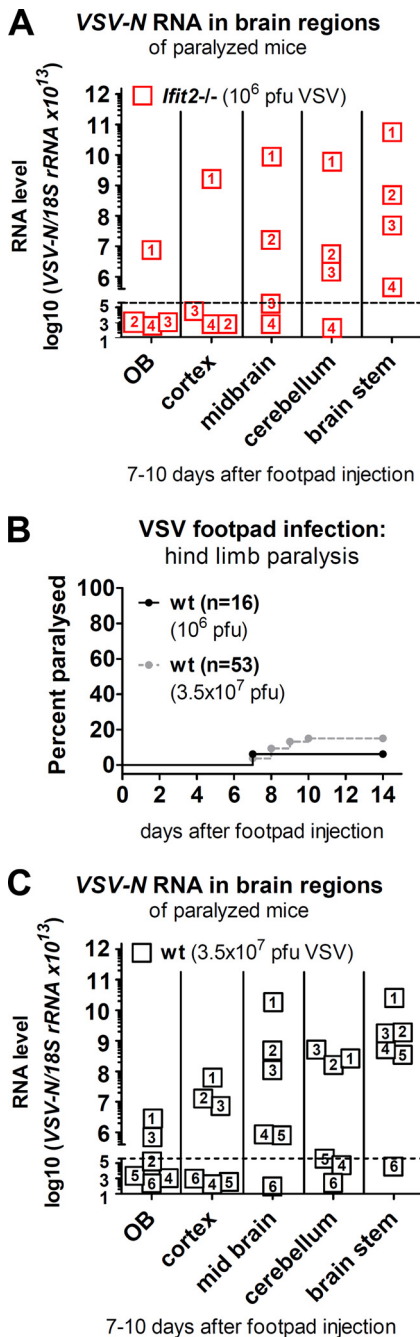 A
VSV-N RNA in brain regions
of paralyzed mice
Ifit2-/- (10⁶ pfu VSV)
RNA level
log10 (VSV-N/18S rRNA x10¹³)
12
11
10
9
8
7
6
5
3
1
1
2
4
3
1
3
4
2
1
2
3
4
1
2
3
4
1
2
3
4
OB
cortex
midbrain
cerebellum
brain stem
7-10 days after footpad injection
B
VSV footpad infection:
hind limb paralysis
Percent paralysed
100
80
60
40
20
0
wt (n=16)
(10⁶ pfu)
wt (n=53)
(3.5x10⁷ pfu)
0 2 4 6 8 10 12 14
days after footpad injection
C
VSV-N RNA in brain regions
of paralyzed mice
wt (3.5x10⁷ pfu VSV)
RNA level
log10 (VSV-N/18S rRNA x10¹³)
12
11
10
9
8
7
6
5
3
1
1
3
2
5
6
4
1
2
3
6
4
5
1
2
3
4
5
6
3
2
1
5
4
6
1
3
2
4
5
6
OB
cortex
mid brain
cerebellum
brain stem
7-10 days after footpad injection